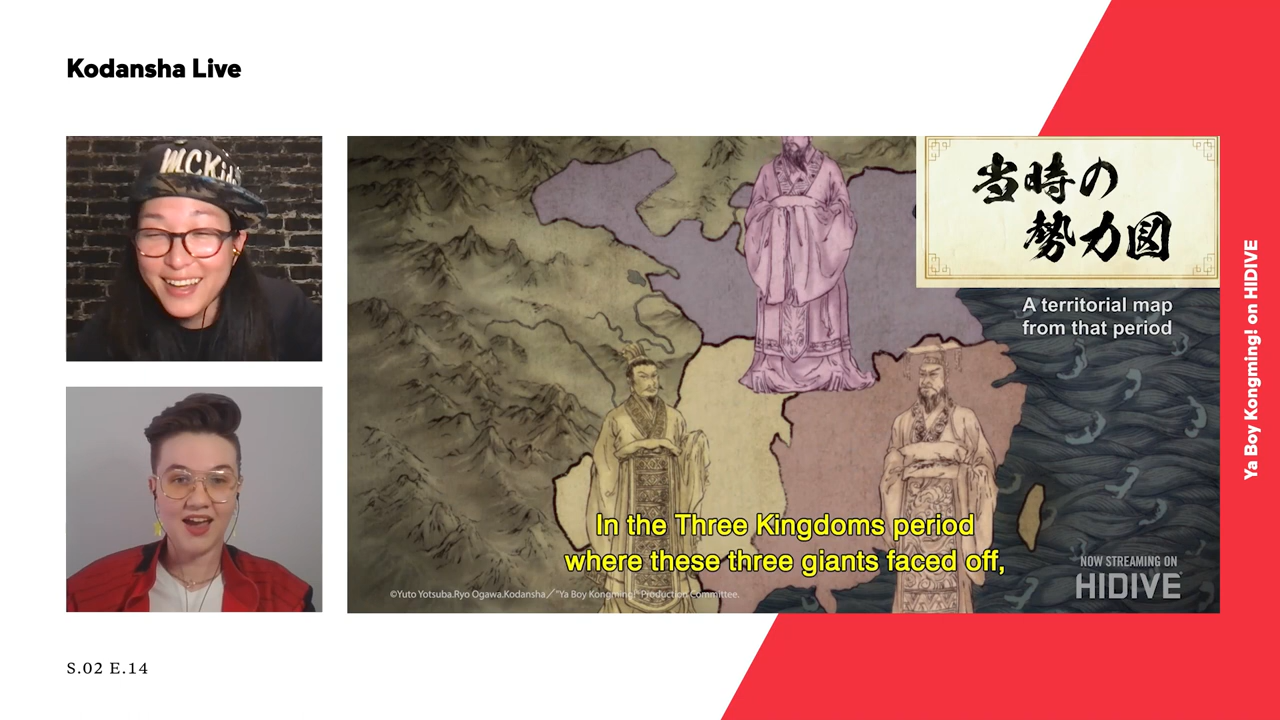 Kodansha Live
MCKi
当時の
勢力図
A territorial map
from that period
In the Three Kingdoms period
where these three giants faced off,
©Yuto Yotsuba.Ryo Ogawa.Kodansha／"Ya Boy Kongming!" Production Committee.
NOW STREAMING ON
HIDIVE
Ya Boy Kongming! on HIDIVE
S.02 E.14